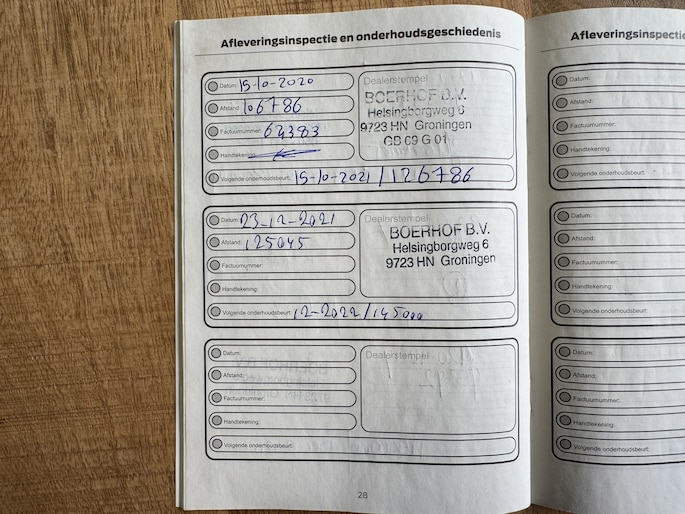 Afleveringsinspectie en onderhoudsgeschiedenis
Datum: 15-10-2020
Afstand: 106786
Factuurnummer: 64383
Handtekening:
Volgende onderhoudsbeurt: 15-10-2021/126786
Dealerstempel
BOERHOF B.V.
Helsingborgweg 6
9723 HN Groningen
CB 69 G 01
Datum: 23-12-2021
Afstand: 125045
Factuurnummer:
Handtekening:
Volgende onderhoudsbeurt: 12-2022/145000
Dealerstempel
BOERHOF B.V.
Helsingborgweg 6
9723 HN Groningen
Datum:
Afstand:
Factuurnummer:
Handtekening:
Volgende onderhoudsbeurt:
Dealerstempel
28
Datum:
Afstand:
Factuurnummer:
Handtekening:
Volgende onderhoudsbeurt:
Datum:
Afstand:
Factuurnummer:
Handtekening:
Volgende onderhoudsbeurt:
Datum:
Afstand:
Factuurnummer:
Handtekening:
Volgende onderhoudsbeurt: